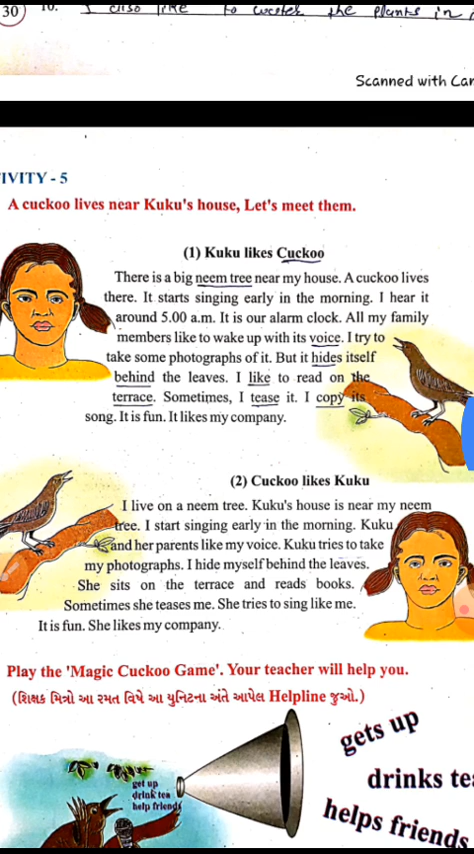 30 10. I also like to water the plants in
Scanned with Car
IVITY - 5
A cuckoo lives near Kuku's house, Let's meet them.
(1) Kuku likes Cuckoo
There is a big neem tree near my house. A cuckoo lives
there. It starts singing early in the morning. I hear it
around 5.00 a.m. It is our alarm clock. All my family
members like to wake up with its voice. I try to
take some photographs of it. But it hides itself
behind the leaves. I like to read on the
terrace. Sometimes, I tease it. I copy its
song. It is fun. It likes my company.
(2) Cuckoo likes Kuku
I live on a neem tree. Kuku's house is near my neem
tree. I start singing early in the morning. Kuku
and her parents like my voice. Kuku tries to take
my photographs. I hide myself behind the leaves.
She sits on the terrace and reads books.
Sometimes she teases me. She tries to sing like me.
It is fun. She likes my company.
Play the 'Magic Cuckoo Game'. Your teacher will help you.
(શિક્ષક મિત્રો આ રમત વિષે આ યુનિટના અંતે આપેલ Helpline જુઓ.)
get up
drink tea
help friends
gets up
drinks te
helps friends